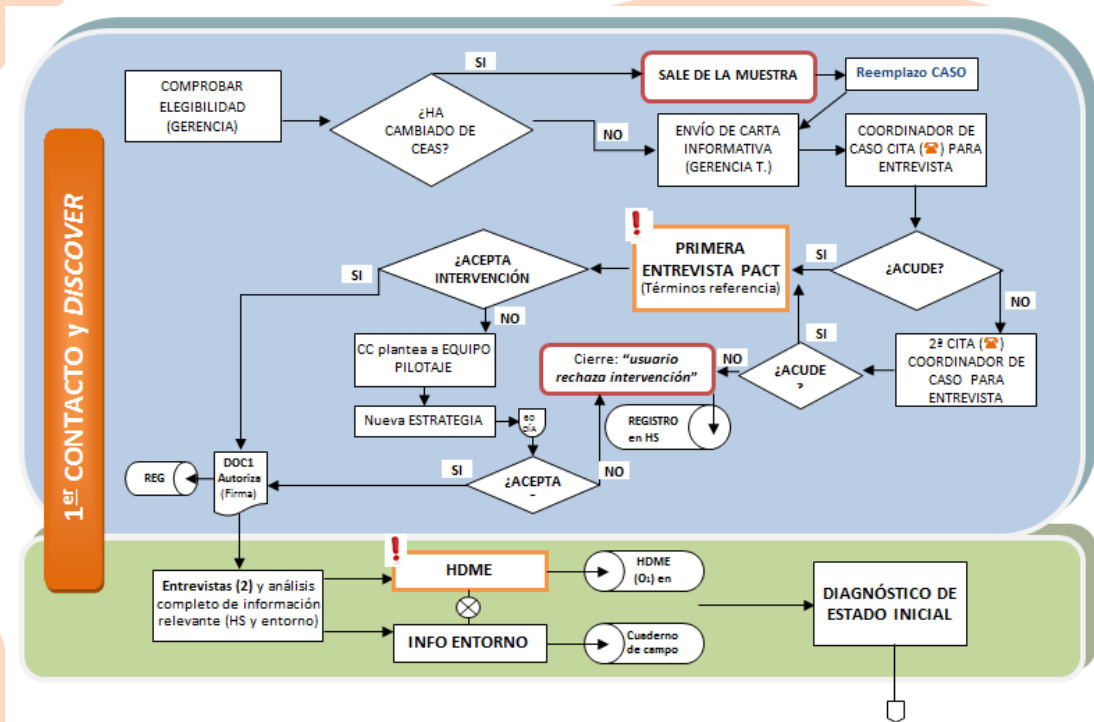 1er CONTACTO y DISCOVER
COMPROBAR
ELEGIBILIDAD
(GERENCIA)
¿HA
CAMBIADO DE
CEAS?
SI
SALE DE LA MUESTRA
Reemplazo CASO
NO
ENVÍO DE CARTA
INFORMATIVA
(GERENCIA T.)
COORDINADOR DE
CASO CITA (☎) PARA
ENTREVISTA
¿ACUDE?
SI
NO
PRIMERA
ENTREVISTA PACT
(Términos referencia)
¿ACEPTA
INTERVENCIÓN
SI
NO
2ª CITA (☎)
COORDINADOR DE
CASO PARA
ENTREVISTA
¿ACUDE
?
SI
NO
Cierre: "usuario
rechaza intervención"
REGISTRO
en HS
CC plantea a EQUIPO
PILOTAJE
Nueva ESTRATEGIA
60
DÍA
¿ACEPTA
SI
NO
DOC1
Autoriza
(Firma)
REG
Entrevistas (2) y análisis
completo de información
relevante (HS y entorno)
HDME
HDME
(O1) en
INFO ENTORNO
Cuaderno
de campo
DIAGNÓSTICO DE
ESTADO INICIAL